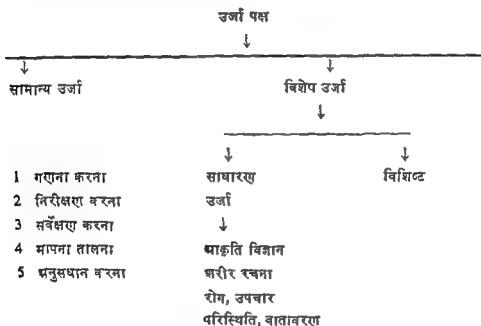 उर्जा पक्ष
सामान्य उर्जा
विशेष उर्जा
1 गणना करना साधारण विशिष्ट
2 निरीक्षण करना उर्जा
3 सर्वेक्षण करना
4 मापना तालना आकृति विज्ञान
5 अनुसधान करना शरीर रचना
रोग, उपचार
परिस्थिति, वातावरण